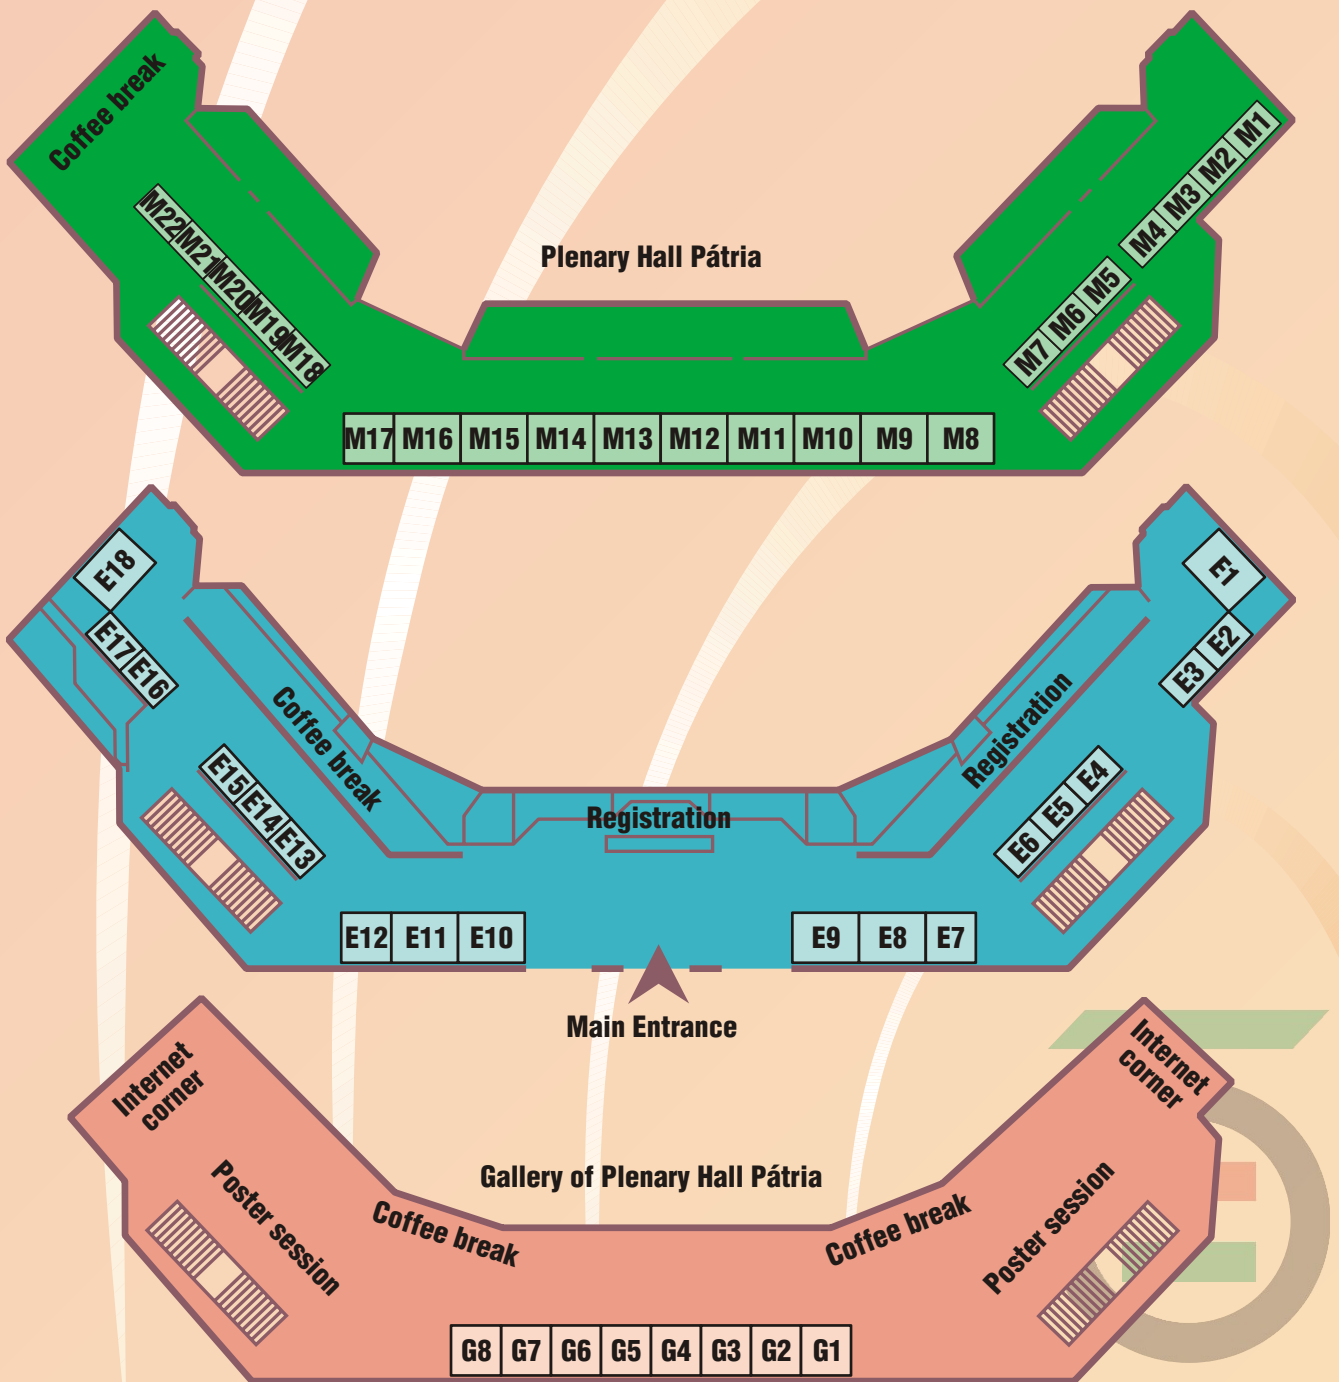 Coffee break
Plenary Hall Pátria
M1
M2
M3
M4
M5
M6
M7
M22
M21
M20
M19
M18
M17 M16 M15 M14 M13 M12 M11 M10 M9 M8
E18
E17
E16
E1
E2
E3
Coffee break
Registration
Registration
E15
E14
E13
E4
E5
E6
E12 E11 E10
E9 E8 E7
Main Entrance
Internet
corner
Internet
corner
Gallery of Plenary Hall Pátria
Poster session
Coffee break
Coffee break
Poster session
G8 G7 G6 G5 G4 G3 G2 G1